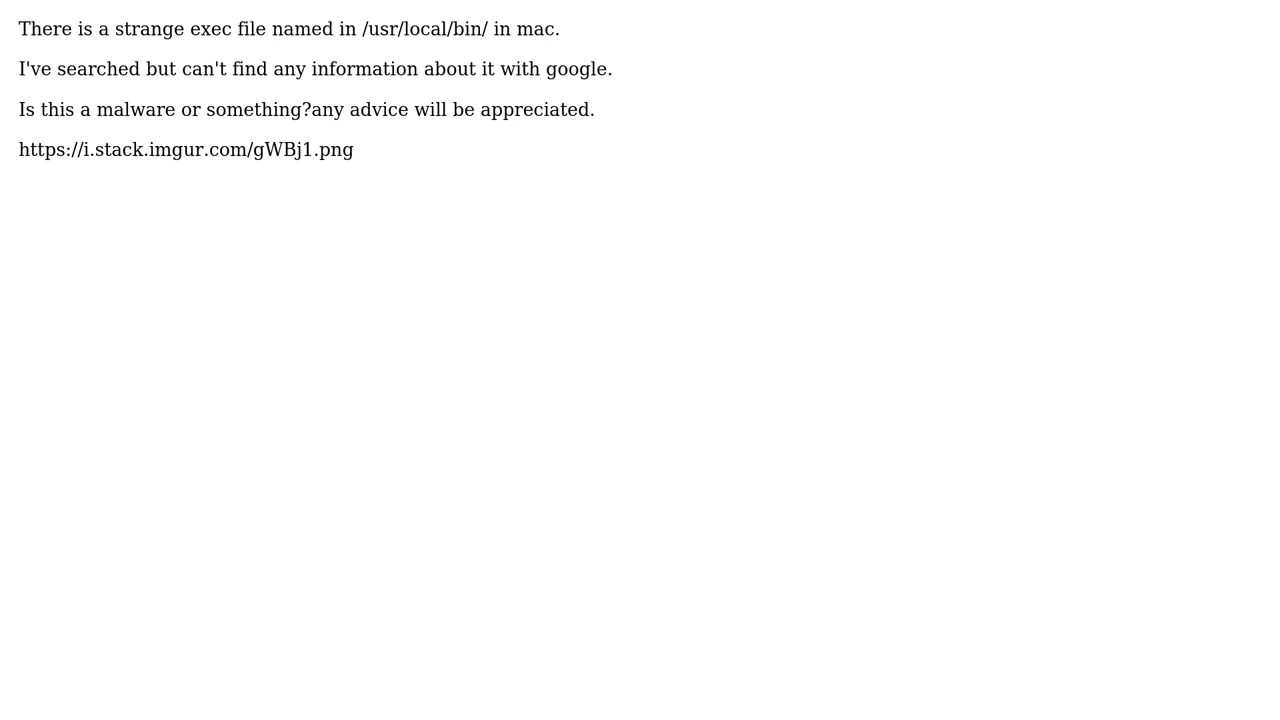 There is a strange exec file named in /usr/local/bin/ in mac.
I've searched but can't find any information about it with google.
Is this a malware or something?any advice will be appreciated.
https://i.stack.imgur.com/gWBj1.png